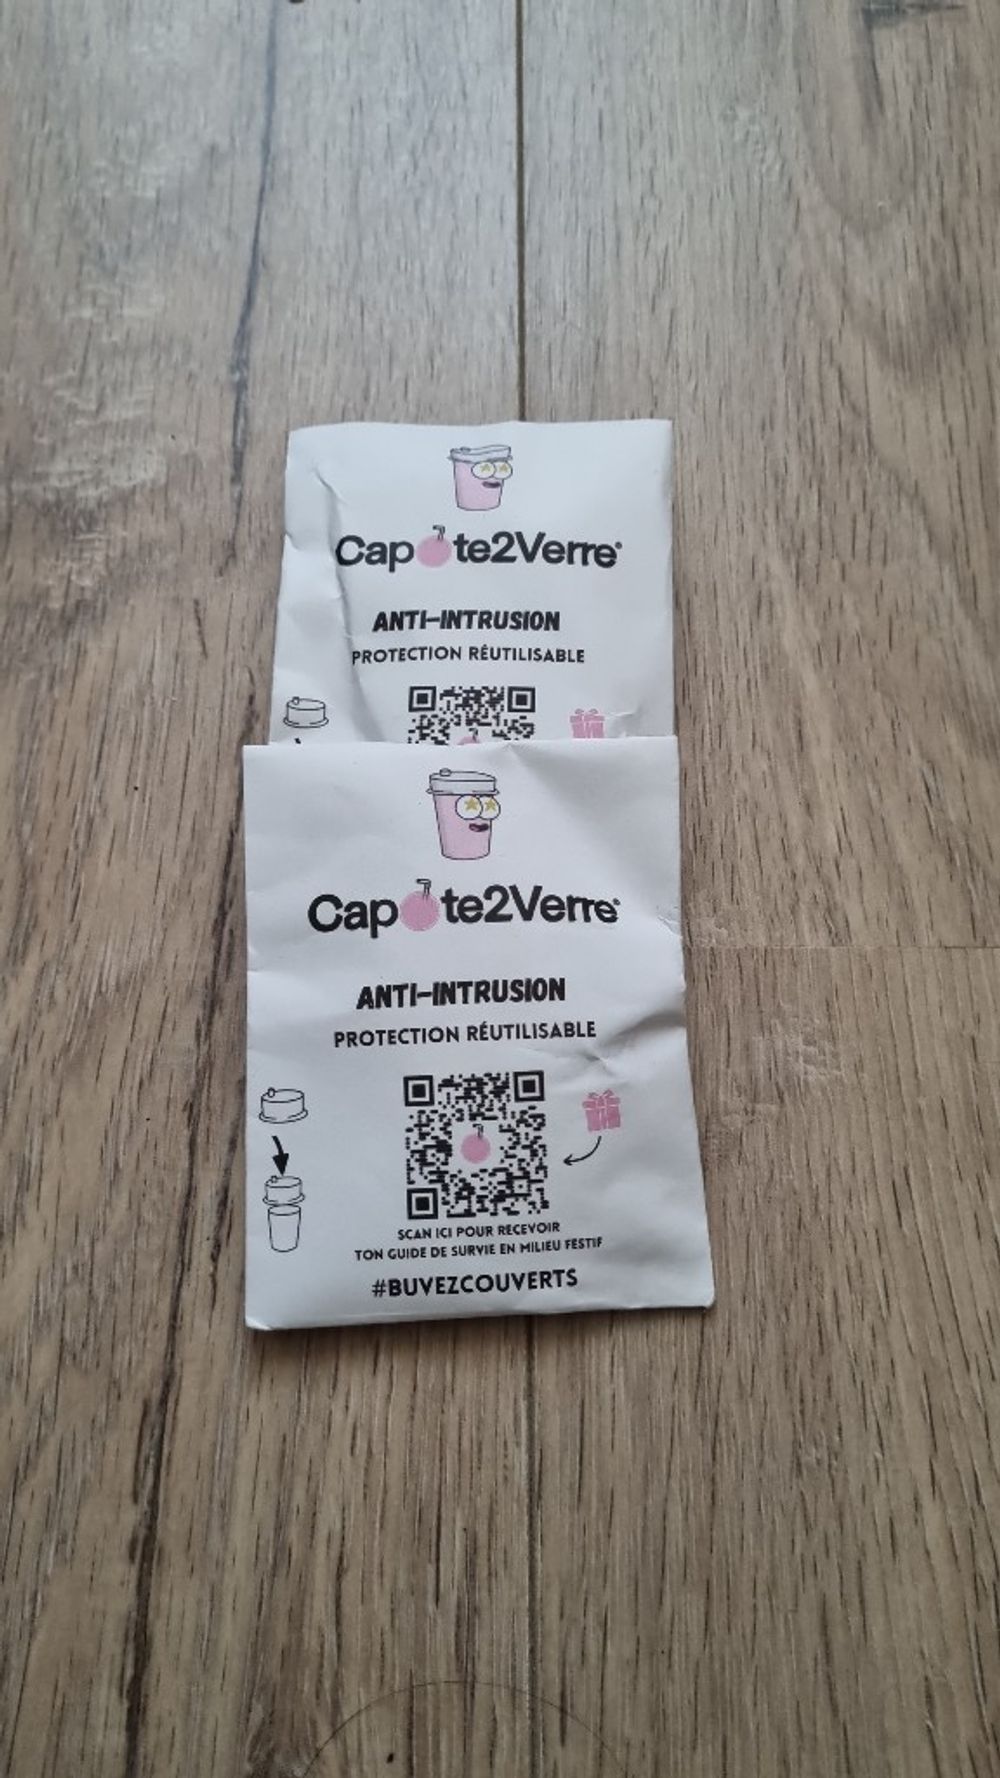 Capote2Verre®
ANTI-INTRUSION
PROTECTION RÉUTILISABLE
Capote2Verre®
ANTI-INTRUSION
PROTECTION RÉUTILISABLE
SCAN ICI POUR RECEVOIR
TON GUIDE DE SURVIE EN MILIEU FESTIF
#BUVEZCOUVERTS